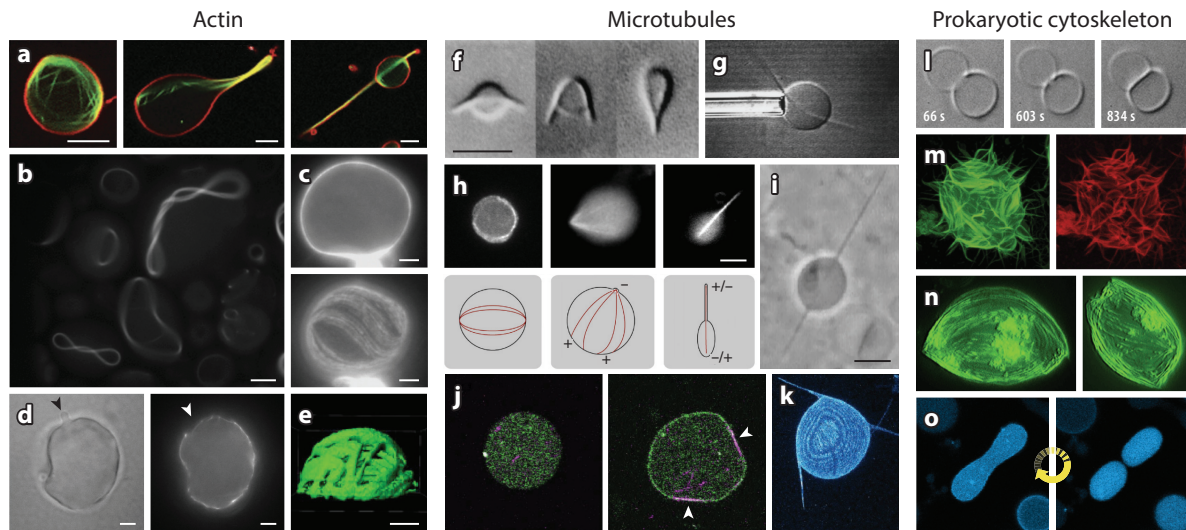 Actin
Microtubules
Prokaryotic cytoskeleton
a
b
c
d
e
f
g
h
−
+/−
+
+
−/+
i
j
k
l
66 s
603 s
834 s
m
n
o